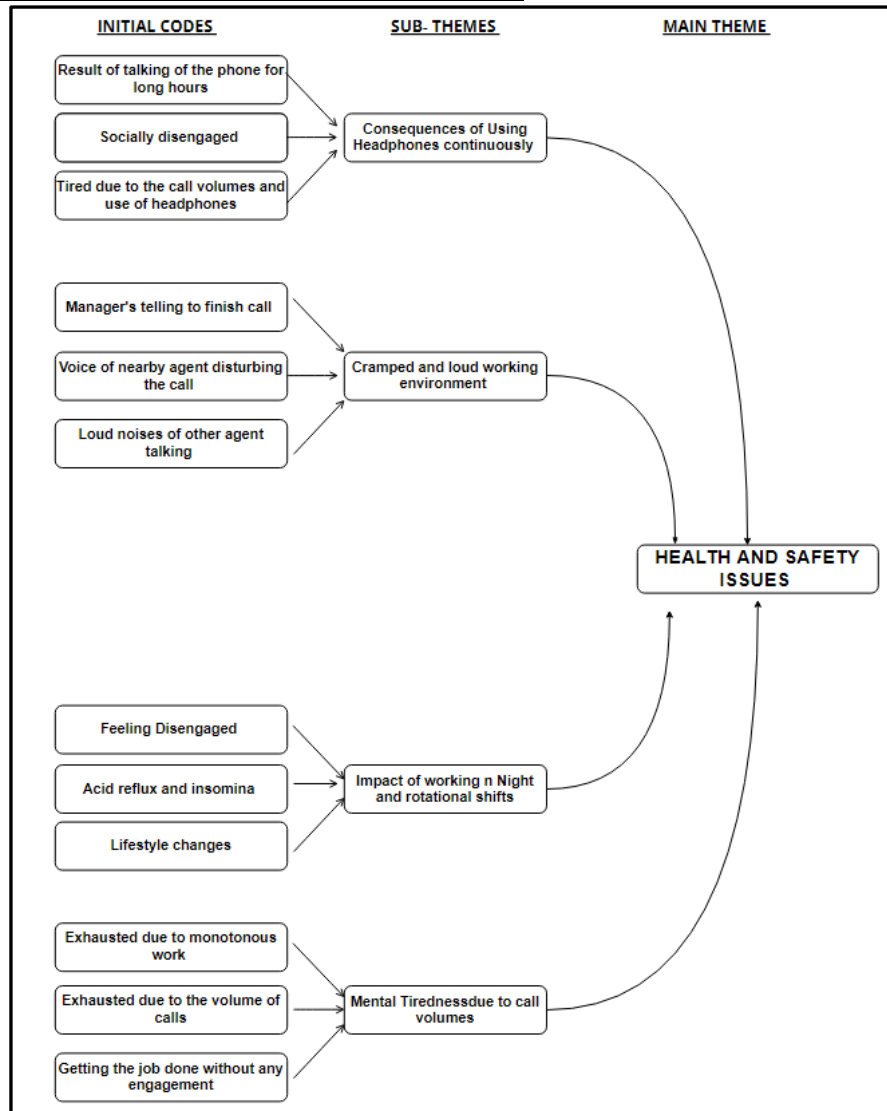 INITIAL CODES
SUB- THEMES
MAIN THEME
Result of talking of the phone for
long hours
Socially disengaged
Tired due to the call volumes and
use of headphones
Consequences of Using
Headphones continuously
Manager's telling to finish call
Voice of nearby agent disturbing
the call
Loud noises of other agent
talking
Cramped and loud working
environment
HEALTH AND SAFETY
ISSUES
Feeling Disengaged
Acid reflux and insomina
Lifestyle changes
Impact of working n Night
and rotational shifts
Exhausted due to monotonous
work
Exhausted due to the volume of
calls
Getting the job done without any
engagement
Mental Tirednessdue to call
volumes